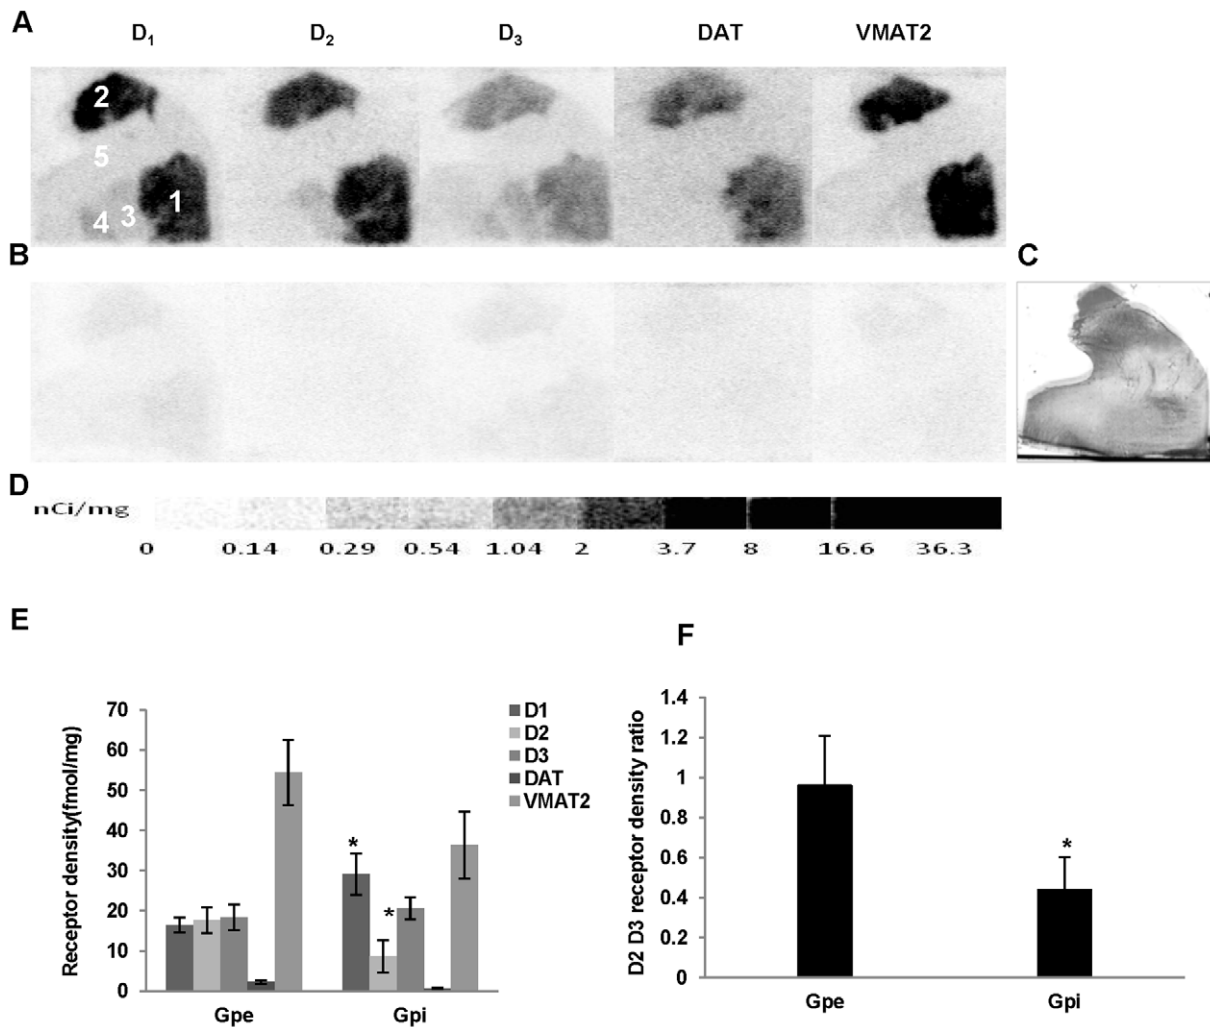 A
D1 D2 D3 DAT VMAT2
2
5
1
4 3
B
C
D
nCi/mg
0 0.14 0.29 0.54 1.04 2 3.7 8 16.6 36.3
E
F
Receptor density(fmol/mg)
70
60
50
40
30
20
10
0
*
*
Gpe Gpi
D1
D2
D3
DAT
VMAT2
D2 D3 receptor density ratio
1.4
1.2
1
0.8
0.6
0.4
0.2
0
*
Gpe Gpi